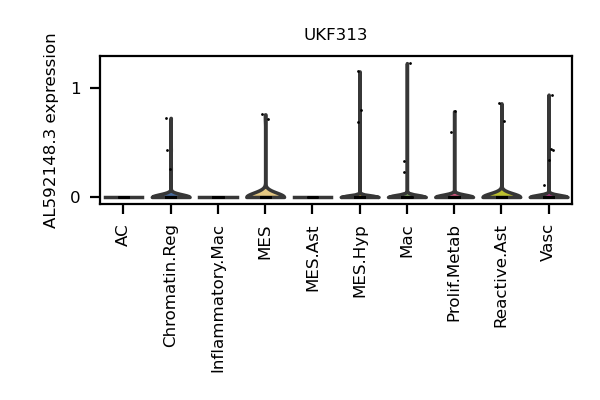 UKF313
AL592148.3 expression
1
0
AC
Chromatin.Reg
Inflammatory.Mac
MES
MES.Ast
MES.Hyp
Mac
Prolif.Metab
Reactive.Ast
Vasc